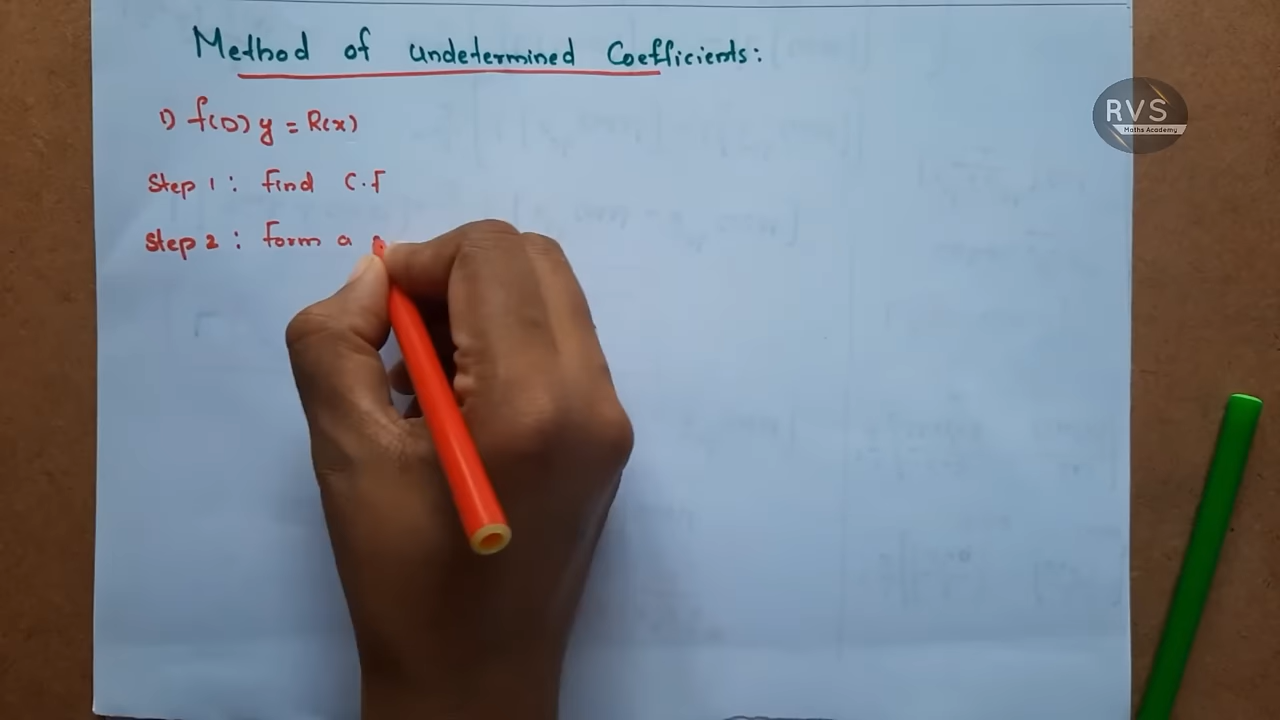 Method of undetermined Coefficients:
1) f(D) y = R(x)
Step 1 : find C.f
Step 2 : form a
RVS
Maths Academy